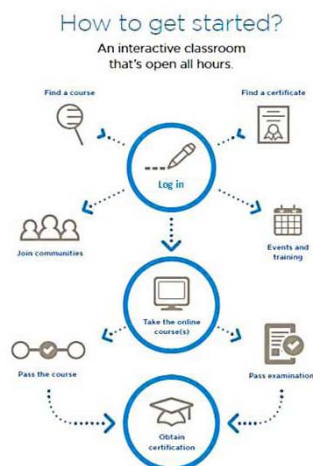 How to get started?
An interactive classroom
that's open all hours.
Find a course
Find a certificate
Log in
Join communities
Events and
training
Take the online
course(s)
Pass the course
Pass examination
Obtain
certification